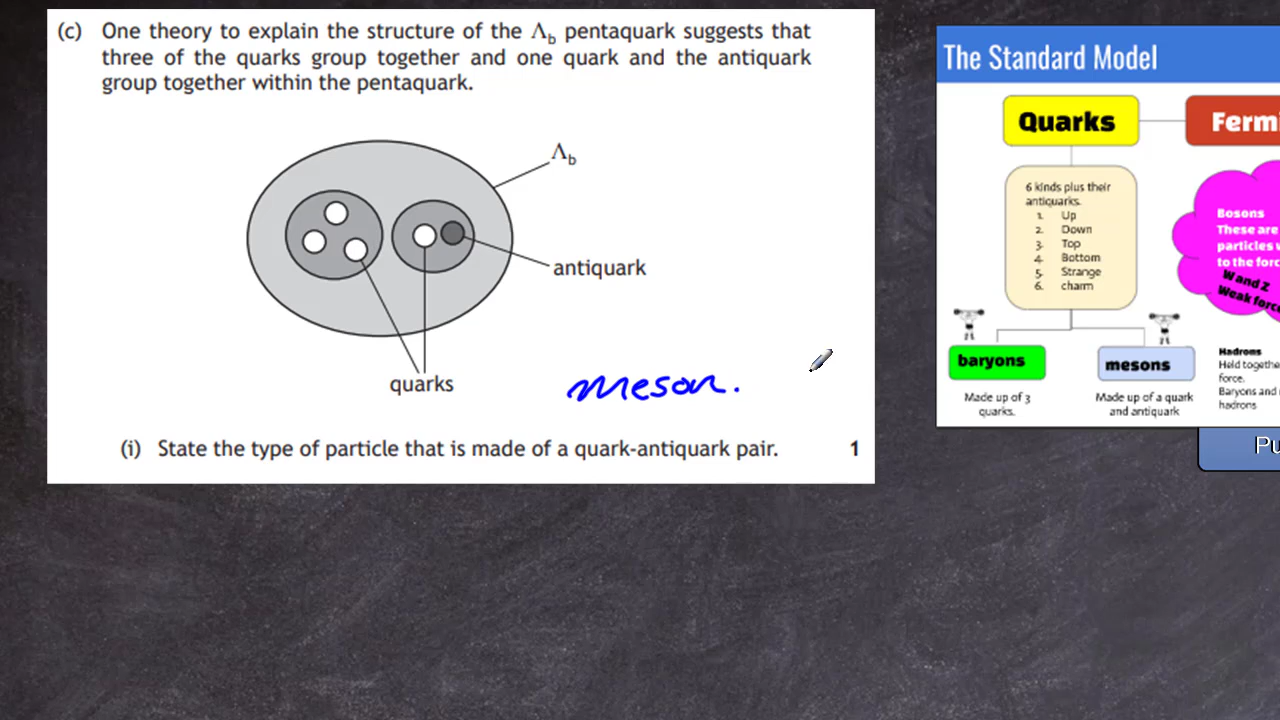 (c) One theory to explain the structure of the Λb pentaquark suggests that
three of the quarks group together and one quark and the antiquark
group together within the pentaquark.
Λb
antiquark
quarks
meson.
(i) State the type of particle that is made of a quark-antiquark pair. 1
The Standard Model
Quarks
Fermi
6 kinds plus their
antiquarks.
1. Up
2. Down
3. Top
4. Bottom
5. Strange
6. charm
Bosons
These are
particles
to the forc
W and Z
Weak force
baryons
mesons
Made up of 3
quarks.
Made up of a quark
and antiquark
Hadrons
Held togethe
force.
Baryons and
hadrons
Pu